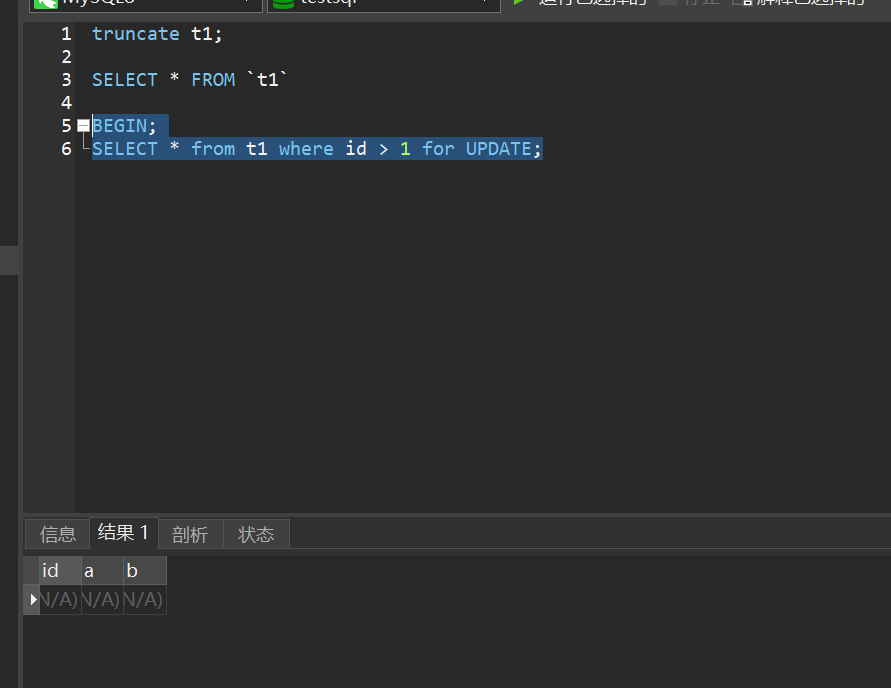 MySQL8
testsql
运行已选择的
停止
解释已选择的
1 truncate t1;
2
3 SELECT * FROM `t1`
4
5 BEGIN;
6 SELECT * from t1 where id > 1 for UPDATE;
信息 结果 1 剖析 状态
id a b
N/A) N/A) N/A)